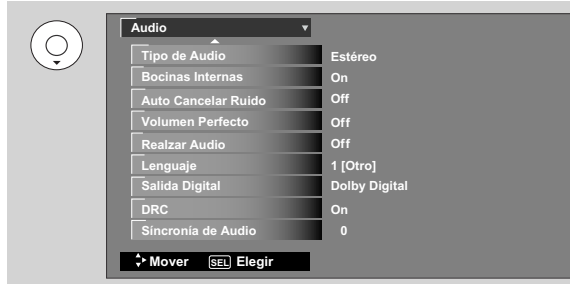 Audio
Tipo de Audio Estéreo
Bocinas Internas On
Auto Cancelar Ruido Off
Volumen Perfecto Off
Realzar Audio Off
Lenguaje 1 [Otro]
Salida Digital Dolby Digital
DRC On
Síncronía de Audio 0
Mover SEL Elegir